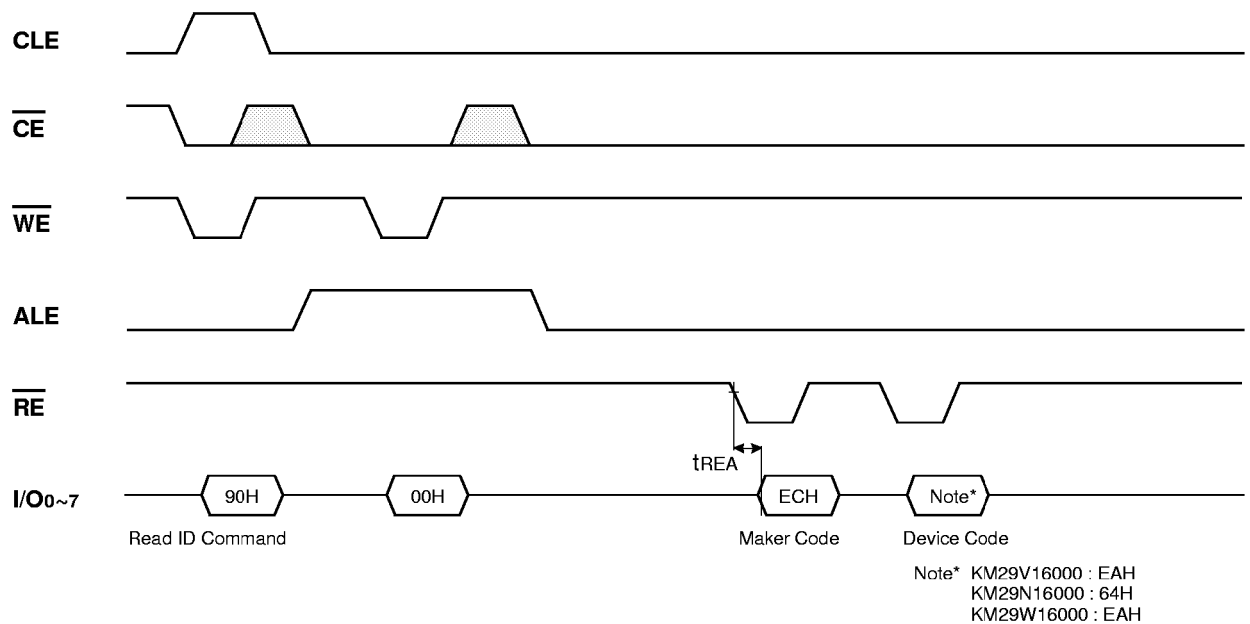 CLE
CE
WE
ALE
RE
tREA
I/O0~7
90H
00H
ECH
Note*
Read ID Command
Maker Code
Device Code
Note* KM29V16000 : EAH
KM29N16000 : 64H
KM29W16000 : EAH